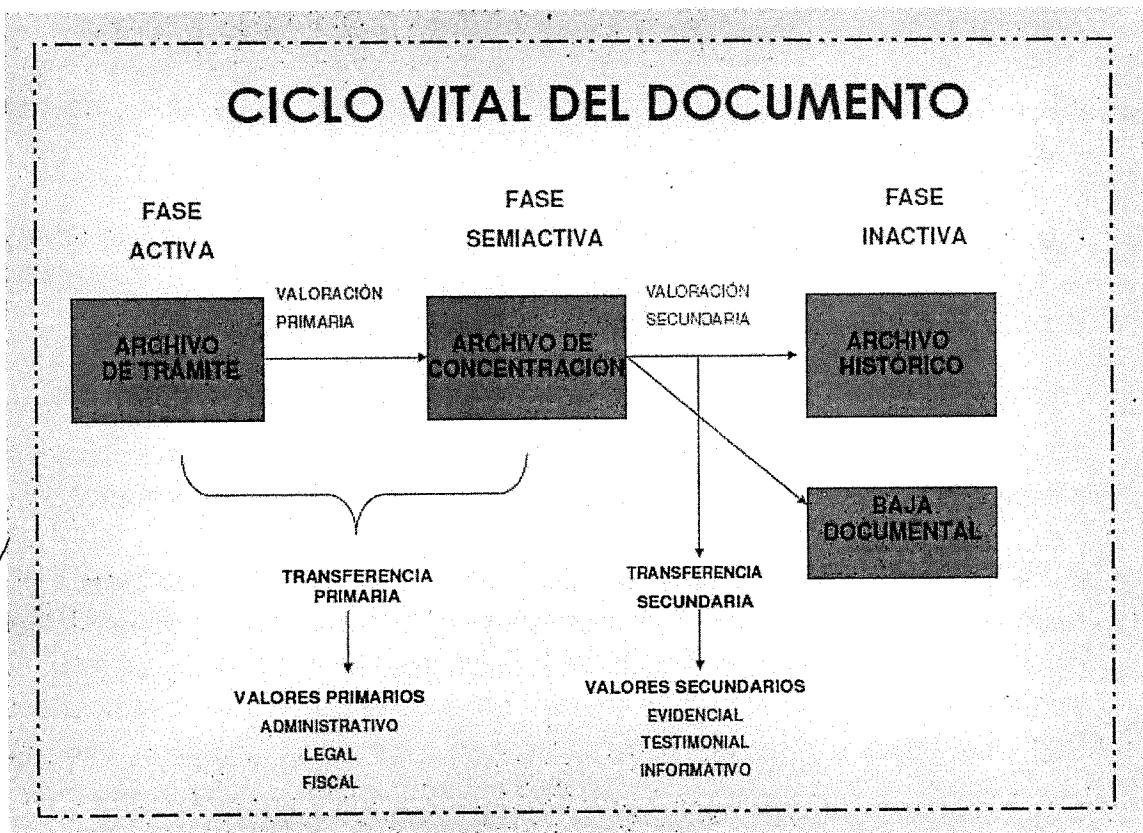 CICLO VITAL DEL DOCUMENTO
FASE
ACTIVA
FASE
SEMIACTIVA
FASE
INACTIVA
VALORACIÓN
PRIMARIA
VALORACIÓN
SECUNDARIA
ARCHIVO
DE TRÁMITE
ARCHIVO DE
CONCENTRACIÓN
ARCHIVO
HISTÓRICO
BAJA
DOCUMENTAL
TRANSFERENCIA
PRIMARIA
TRANSFERENCIA
SECUNDARIA
VALORES PRIMARIOS
ADMINISTRATIVO
LEGAL
FISCAL
VALORES SECUNDARIOS
EVIDENCIAL
TESTIMONIAL
INFORMATIVO